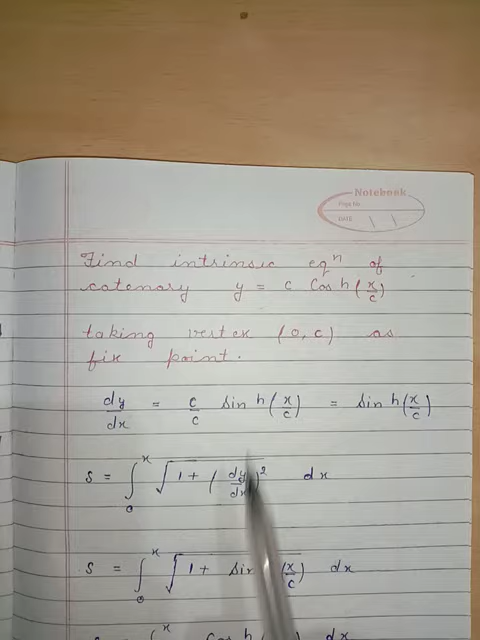 Notebook
Page No.
DATE
Find intrinsic eqⁿ of
catenary y = c Cosh(x/c)
taking vertex (0, c) as
fix point.
dy/dx = c/c Sinh(x/c) = Sinh(x/c)
S = ∫₀ˣ √(1 + (dy/dx)²) dx
S = ∫₀ˣ √(1 + Sin (x/c)) dx